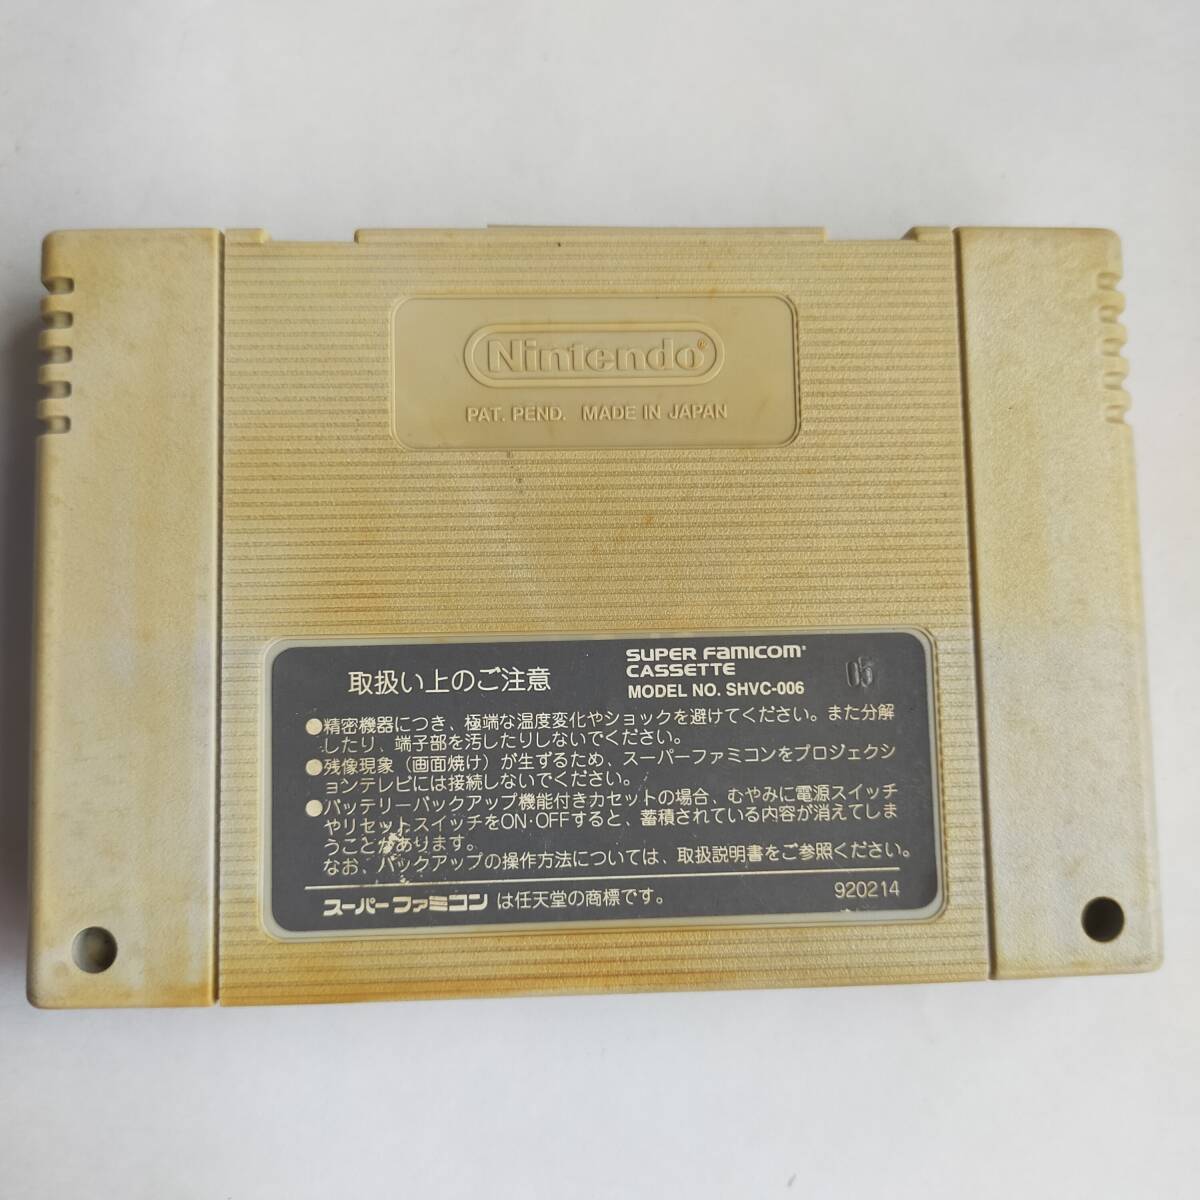 Nintendo®
PAT. PEND. MADE IN JAPAN
取扱い上のご注意
SUPER FAMICOM®
CASSETTE
MODEL NO. SHVC-006
05
●精密機器につき、極端な温度変化やショックを避けてください。また分解
したり、端子部を汚したりしないでください。
●残像現象（画面焼け）が生ずるため、スーパーファミコンをプロジェクシ
ョンテレビには接続しないでください。
●バッテリーバックアップ機能付きカセットの場合、むやみに電源スイッチ
やリセットスイッチをON・OFFすると、蓄積されている内容が消えてしま
うことがあります。
なお、バックアップの操作方法については、取扱説明書をご参照ください。
スーパーファミコンは任天堂の商標です。
920214